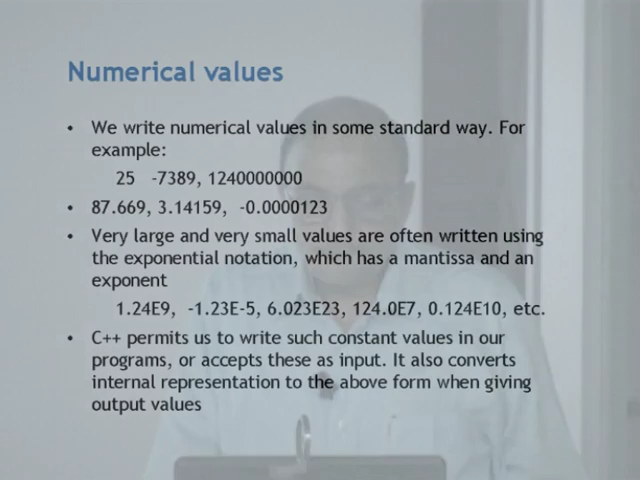 Numerical values
• We write numerical values in some standard way. For
example:
25 -7389, 1240000000
• 87.669, 3.14159, -0.0000123
• Very large and very small values are often written using
the exponential notation, which has a mantissa and an
exponent
1.24E9, -1.23E-5, 6.023E23, 124.0E7, 0.124E10, etc.
• C++ permits us to write such constant values in our
programs, or accepts these as input. It also converts
internal representation to the above form when giving
output values